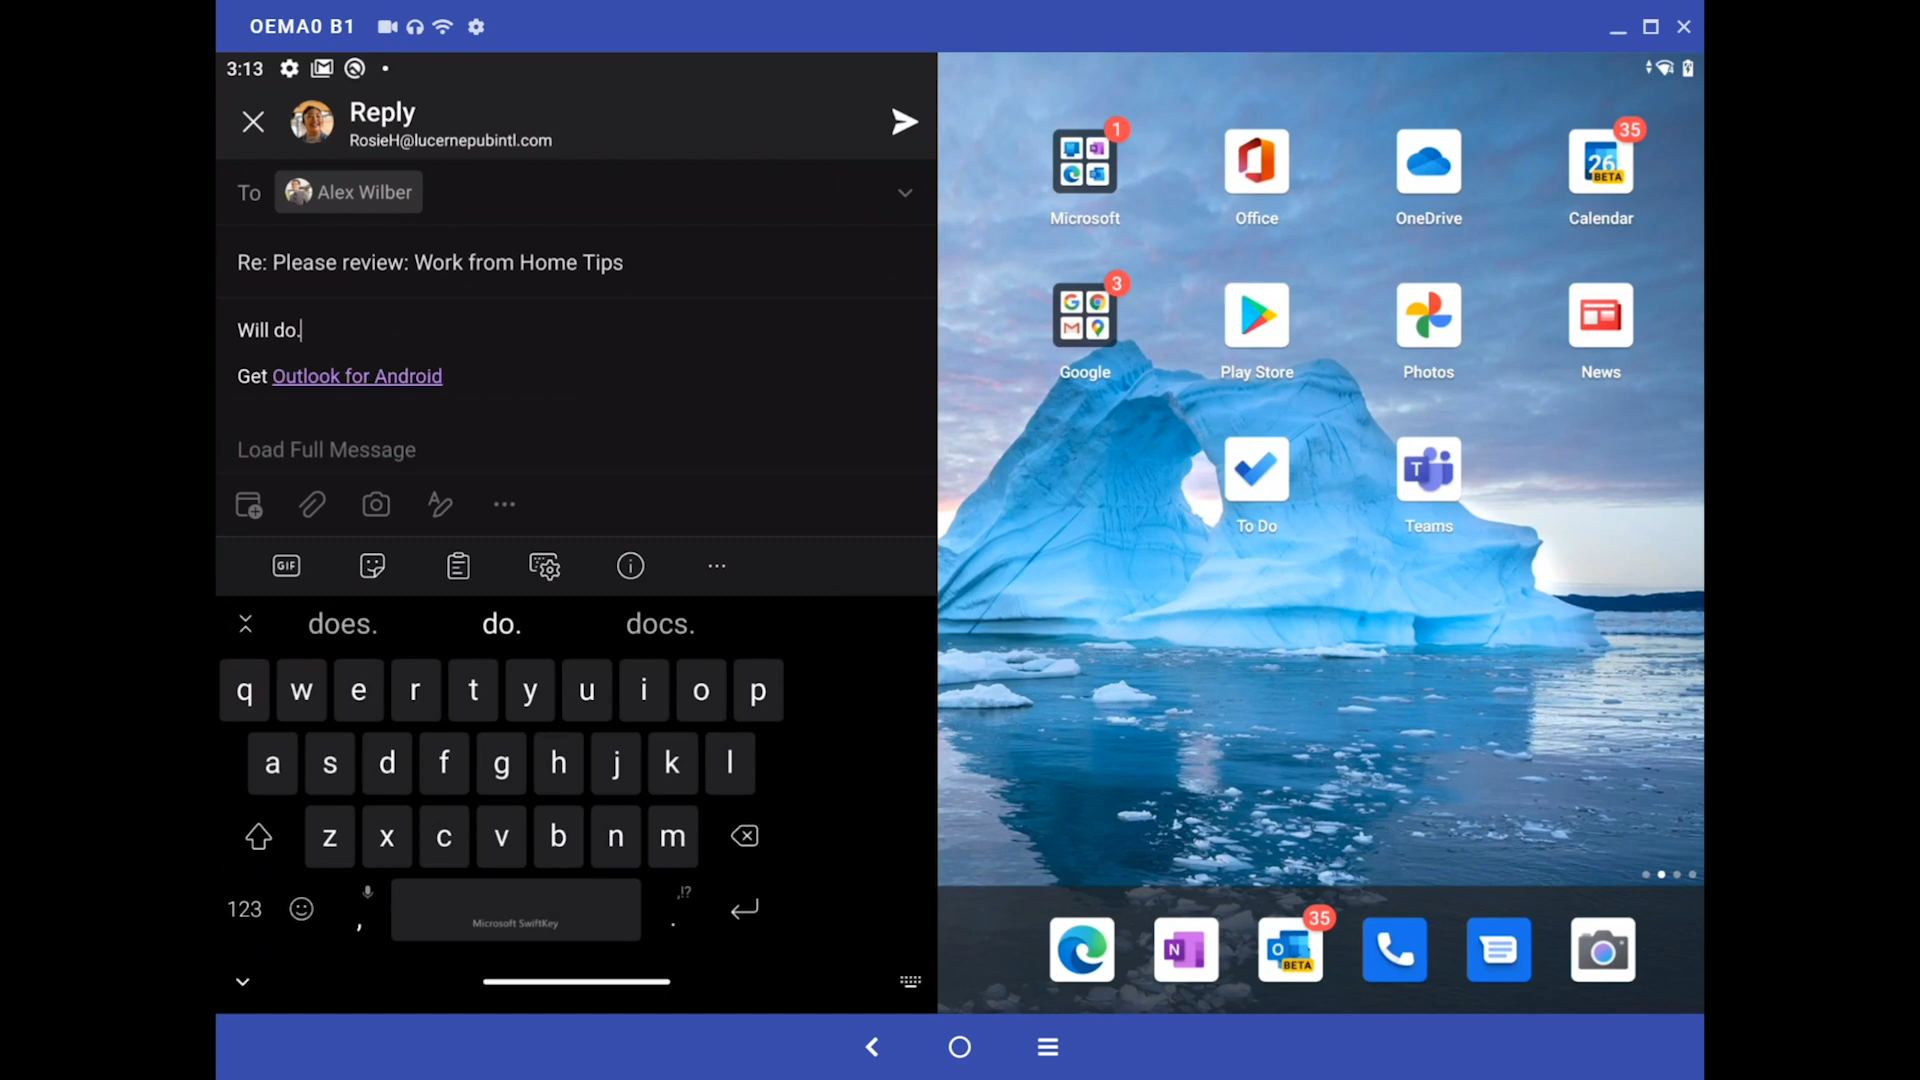 OEMA0 B1
3:13
Reply
RosieH@lucernepubintl.com
To Alex Wilber
Re: Please review: Work from Home Tips
Will do.
Get Outlook for Android
Load Full Message
GIF
does. do. docs.
q w e r t y u i o p
a s d f g h j k l
z x c v b n m
123 , Microsoft SwiftKey ,!? .
1
35
26
BETA
Microsoft Office OneDrive Calendar
3
Google Play Store Photos News
T
To Do Teams
35
N
O
BETA